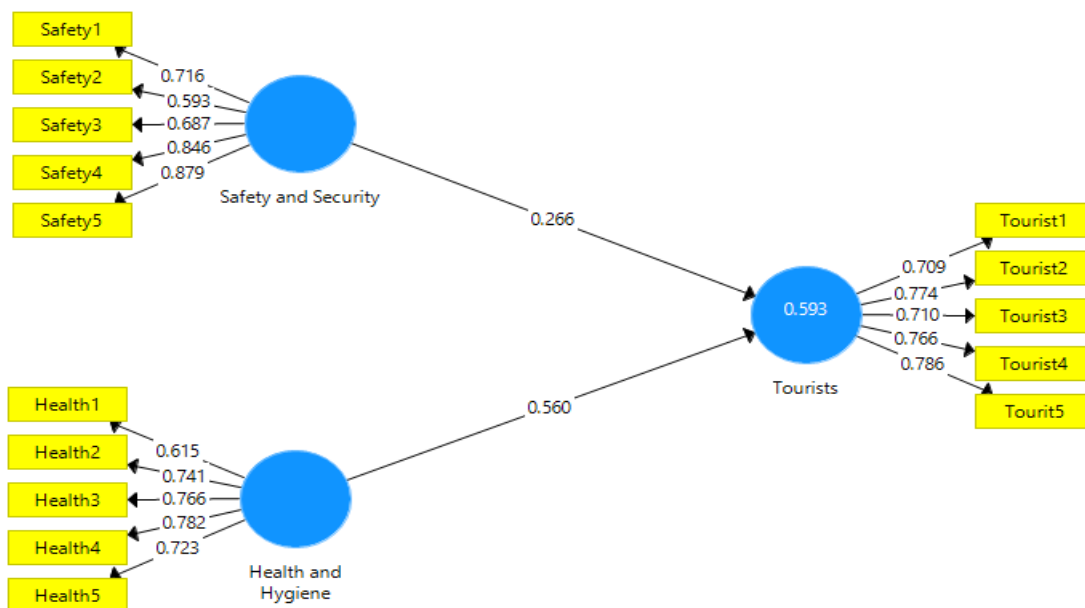 Safety1
Safety2
Safety3
Safety4
Safety5
0.716
0.593
0.687
0.846
0.879
Safety and Security
0.266
Health1
Health2
Health3
Health4
Health5
0.615
0.741
0.766
0.782
0.723
Health and
Hygiene
0.560
0.593
Tourists
0.709
0.774
0.710
0.766
0.786
Tourist1
Tourist2
Tourist3
Tourist4
Tourit5